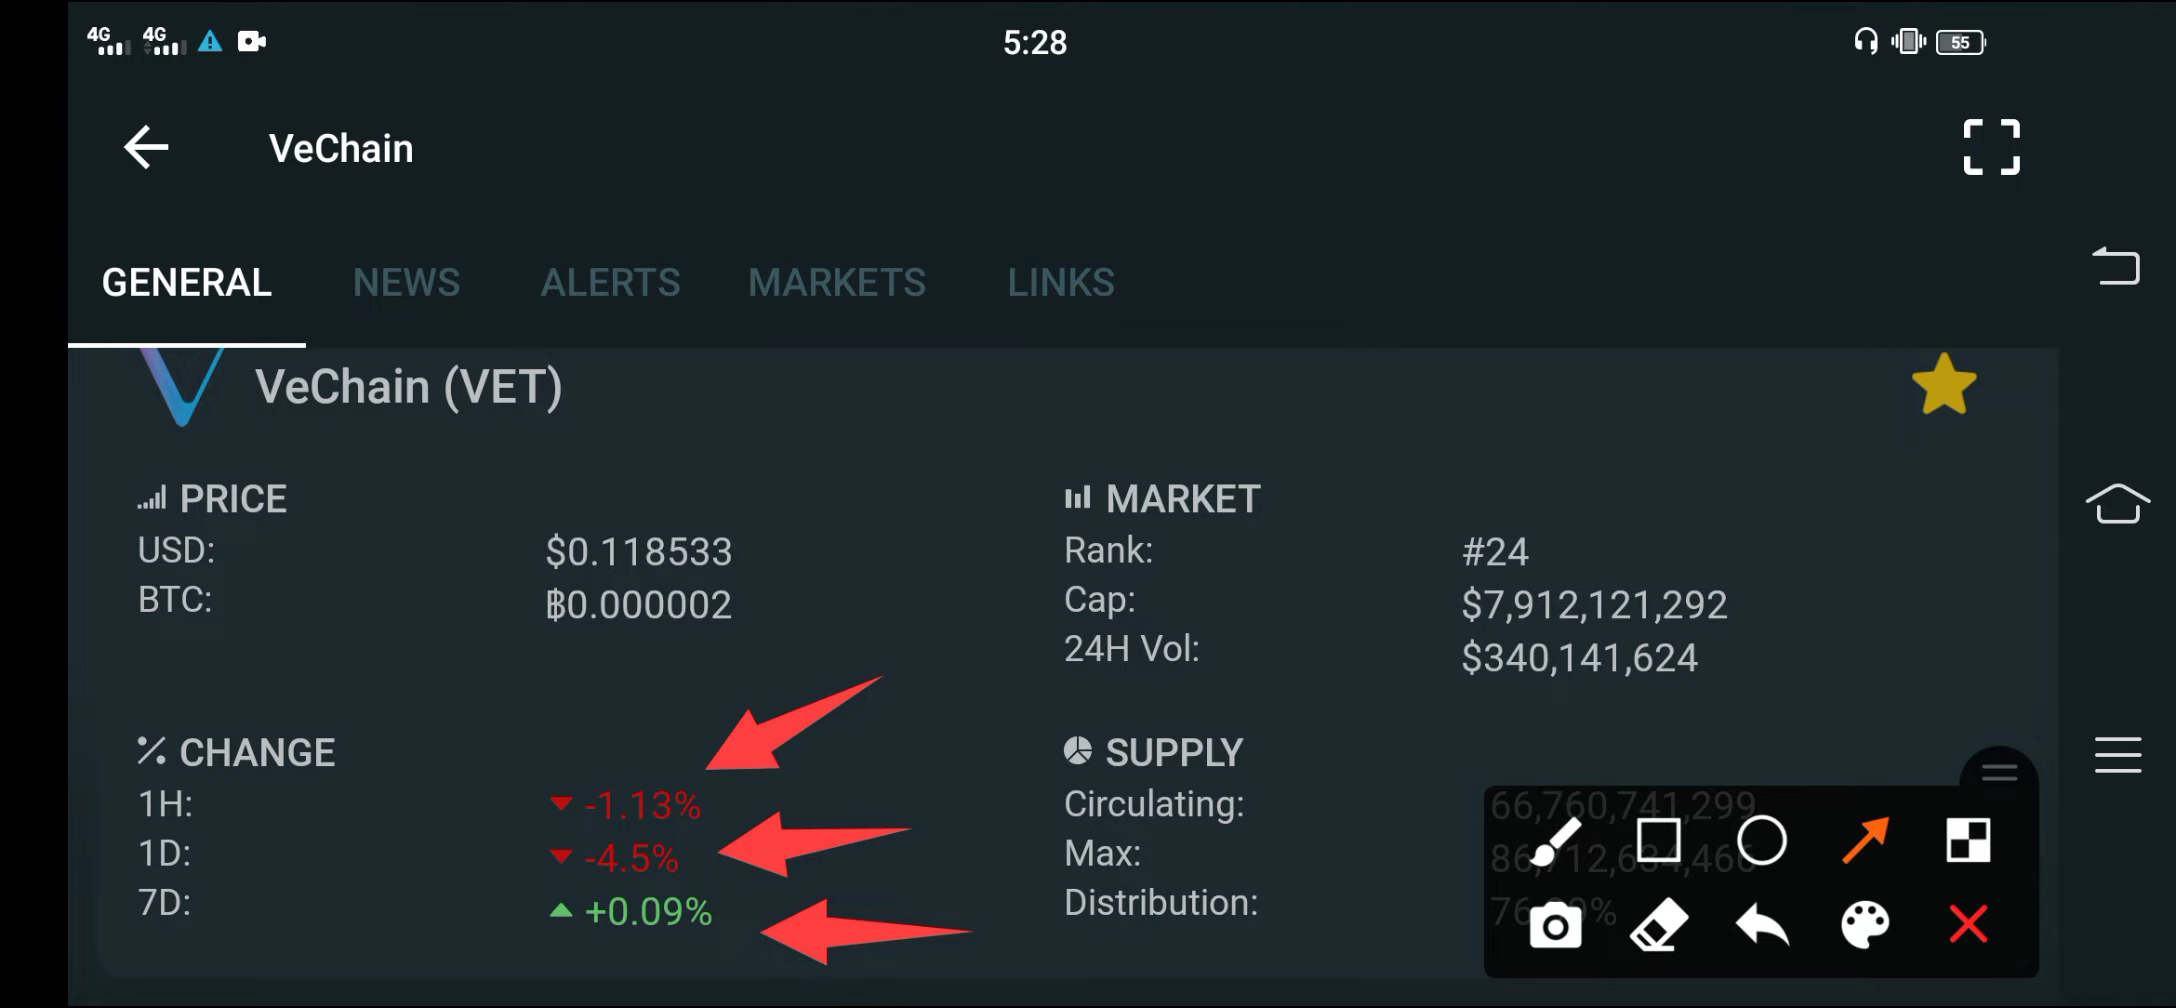 4G 4G 5:28 55
VeChain
GENERAL NEWS ALERTS MARKETS LINKS
VeChain (VET)
PRICE
USD: $0.118533
BTC: ฿0.000002
MARKET
Rank: #24
Cap: $7,912,121,292
24H Vol: $340,141,624
CHANGE
1H: -1.13%
1D: -4.5%
7D: +0.09%
SUPPLY
Circulating: 66,760,741,299
Max:
Distribution: